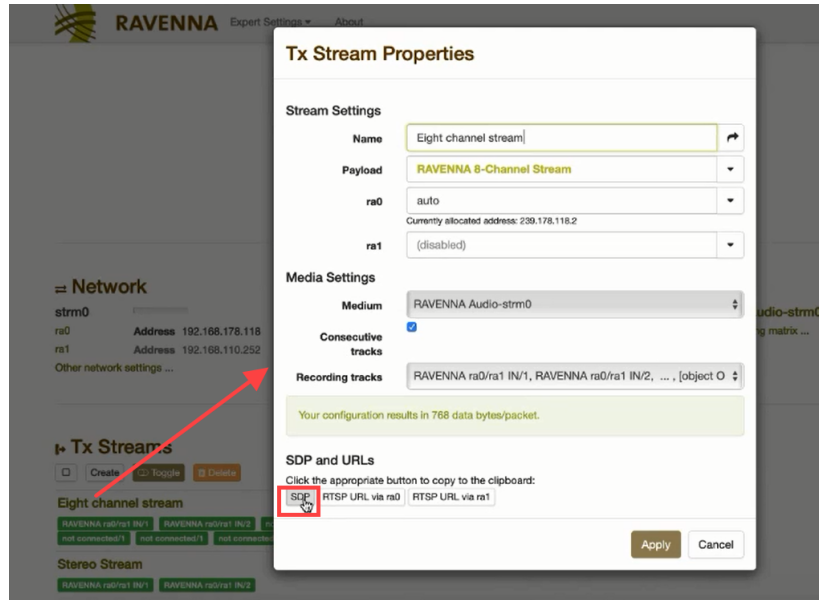 RAVENNA Expert Settings About
Tx Stream Properties
Stream Settings
Name Eight channel stream
Payload RAVENNA 8-Channel Stream
ra0 auto
Currently allocated address: 239.178.118.2
ra1 (disabled)
Media Settings
Medium RAVENNA Audio-strm0
Consecutive
tracks
Recording tracks RAVENNA ra0/ra1 IN/1, RAVENNA ra0/ra1 IN/2, ... , [object O
Your configuration results in 768 data bytes/packet.
SDP and URLs
Click the appropriate button to copy to the clipboard:
SDP RTSP URL via ra0 RTSP URL via ra1
Apply Cancel
Network
strm0
ra0 Address 192.168.178.118
ra1 Address 192.168.110.252
Other network settings ...
Tx Streams
Create Toggle Delete
Eight channel stream
RAVENNA ra0/ra1 IN/1 RAVENNA ra0/ra1 IN/2
not connected/1 not connected/1 not connected
Stereo Stream
RAVENNA ra0/ra1 IN/1 RAVENNA ra0/ra1 IN/2
udio-strm0
ng matrix ...